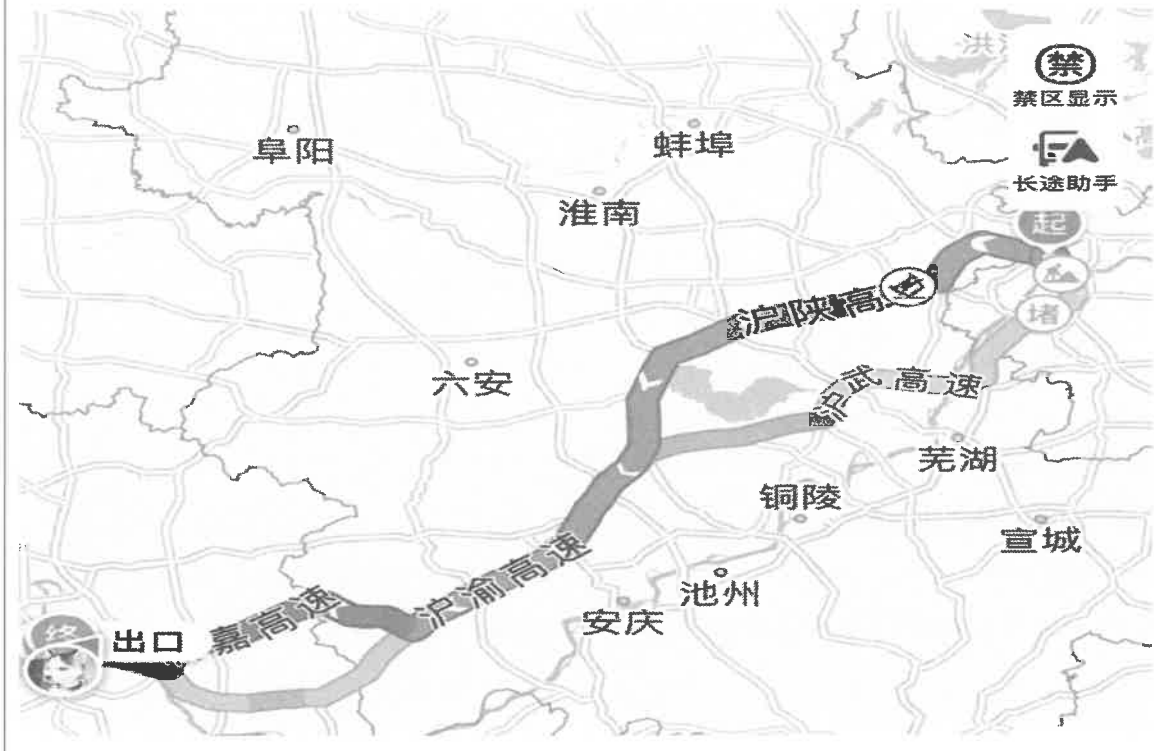 洪
禁
禁区显示
阜阳
蚌埠
长途助手
淮南
起
堵
沪陕高
六安
沪武高速
芜湖
铜陵
宣城
沪渝高速
池州
嘉高速
安庆
终
出口